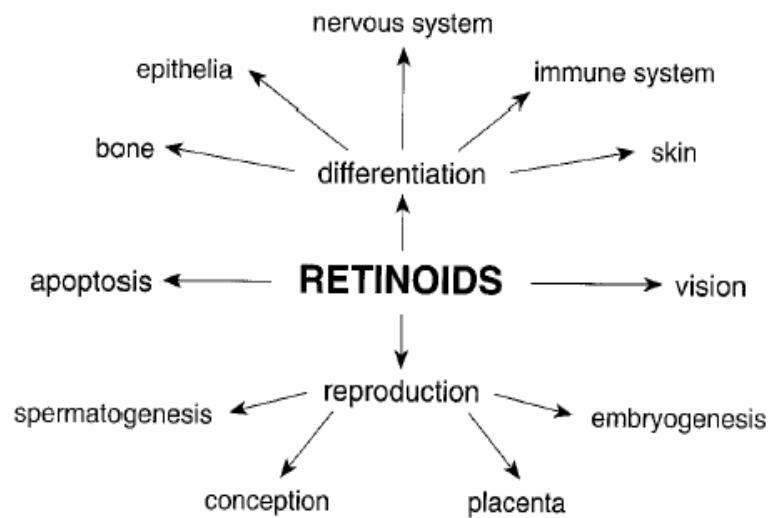 nervous system
epithelia
immune system
bone
differentiation
skin
apoptosis
RETINOIDS
vision
reproduction
spermatogenesis
embryogenesis
conception
placenta